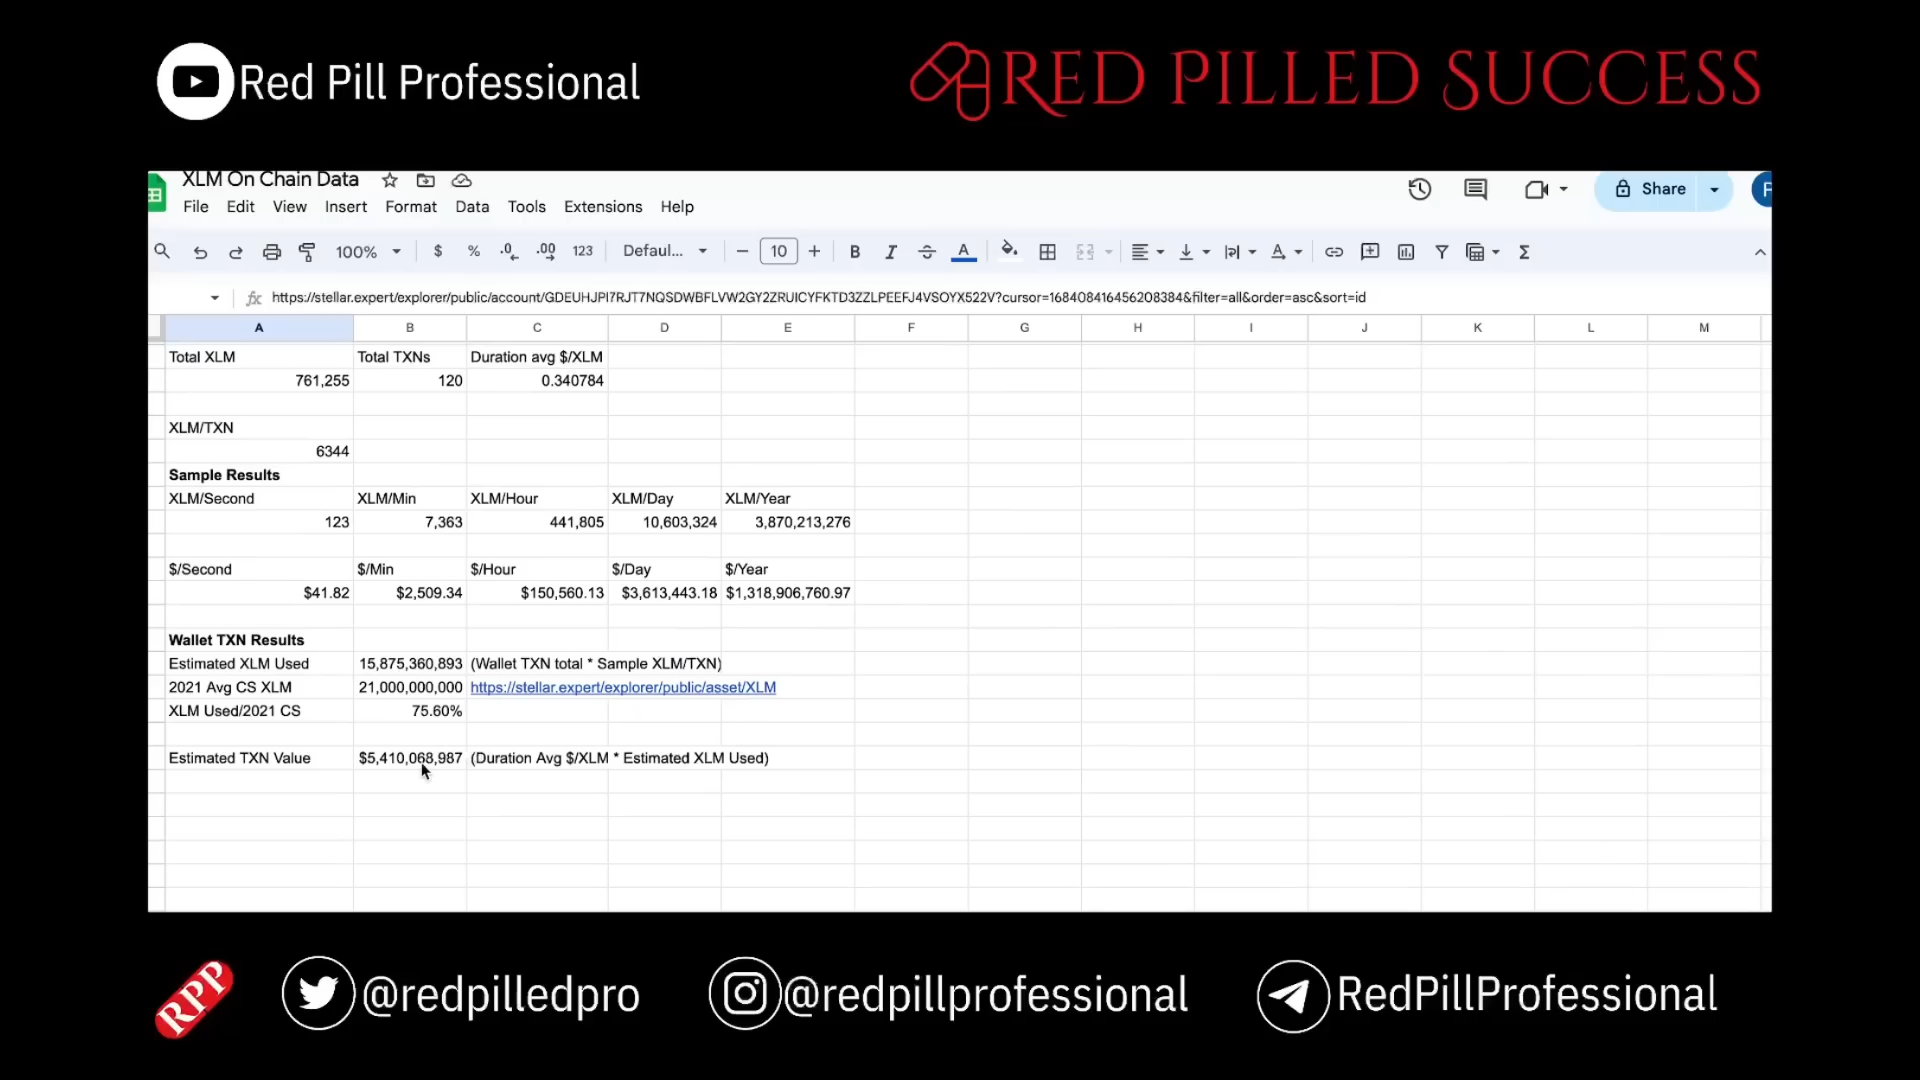 Red Pill Professional
RED PILLED SUCCESS
XLM On Chain Data
File Edit View Insert Format Data Tools Extensions Help
Share
100% $ % .0 .00 123 Defaul... 10 B I A
fx https://stellar.expert/explorer/public/account/GDEUHJPI7RJT7NQSDWBFLVW2GY2ZRUICYFKTD3ZZLPEEFJ4VSOYX522V?cursor=168408416456208384&filter=all&order=asc&sort=id
A B C D E F G H I J K L M
Total XLM Total TXNs Duration avg $/XLM
761,255 120 0.340784
XLM/TXN
6344
Sample Results
XLM/Second XLM/Min XLM/Hour XLM/Day XLM/Year
123 7,363 441,805 10,603,324 3,870,213,276
$/Second $/Min $/Hour $/Day $/Year
$41.82 $2,509.34 $150,560.13 $3,613,443.18 $1,318,906,760.97
Wallet TXN Results
Estimated XLM Used 15,875,360,893 (Wallet TXN total * Sample XLM/TXN)
2021 Avg CS XLM 21,000,000,000 https://stellar.expert/explorer/public/asset/XLM
XLM Used/2021 CS 75.60%
Estimated TXN Value $5,410,068,987 (Duration Avg $/XLM * Estimated XLM Used)
RPP @redpilledpro @redpillprofessional RedPillProfessional